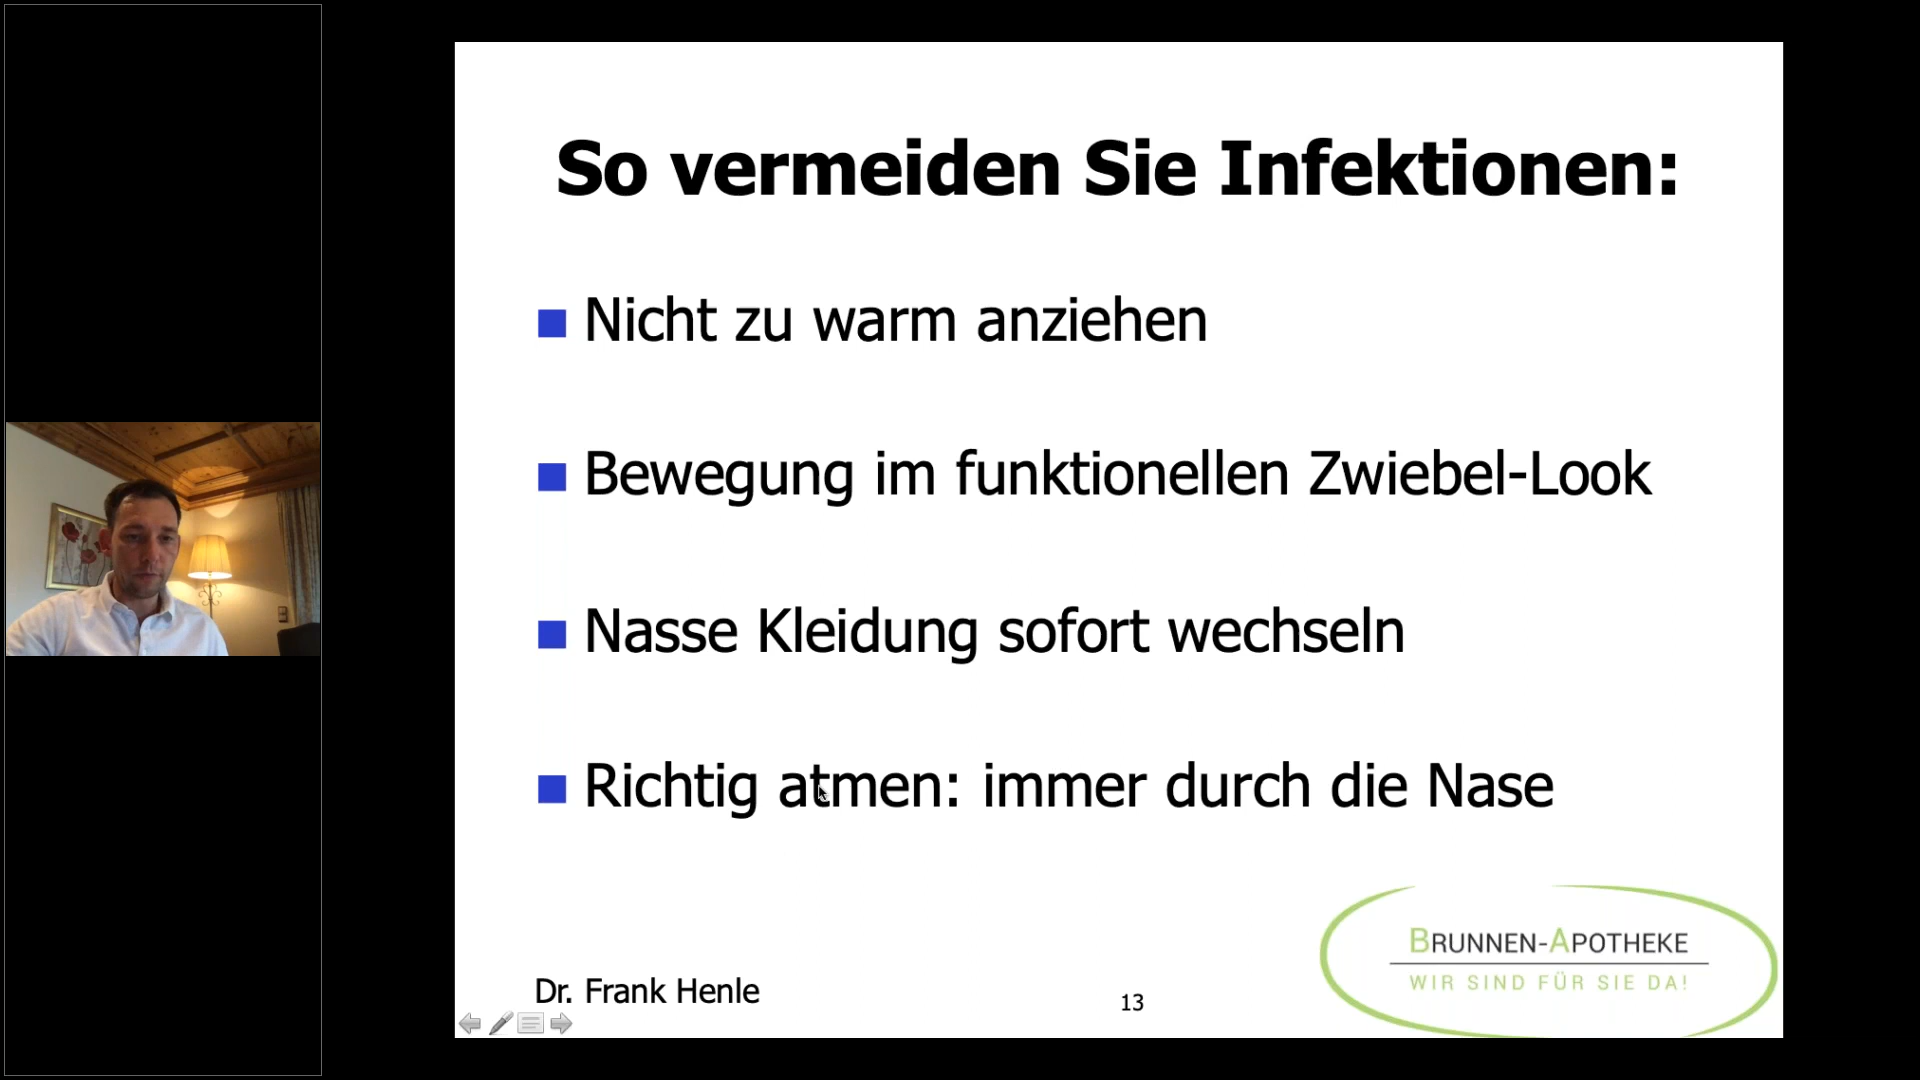 So vermeiden Sie Infektionen:
Nicht zu warm anziehen
Bewegung im funktionellen Zwiebel-Look
Nasse Kleidung sofort wechseln
Richtig atmen: immer durch die Nase
Dr. Frank Henle
13
BRUNNEN-APOTHEKE
WIR SIND FÜR SIE DA!